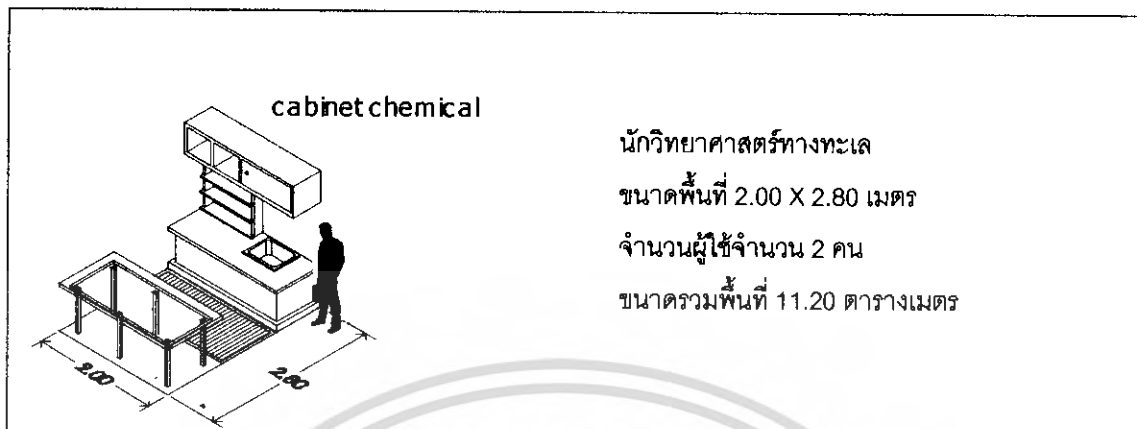 cabinet chemical
นักวิทยาศาสตร์ทางทะเล
ขนาดพื้นที่ 2.00 X 2.80 เมตร
จำนวนผู้ใช้จำนวน 2 คน
ขนาดรวมพื้นที่ 11.20 ตารางเมตร
2.00
2.80